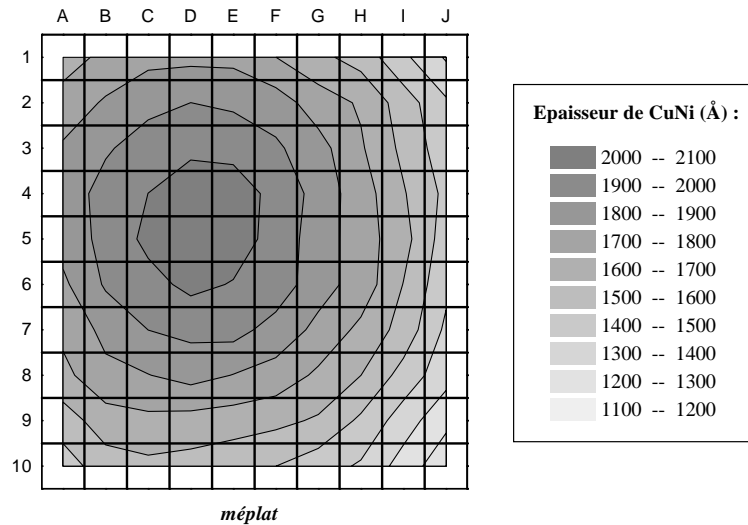 A B C D E F G H I J
1
2
3
4
5
6
7
8
9
10
méplat
Epaisseur de CuNi (Å) :
2000 -- 2100
1900 -- 2000
1800 -- 1900
1700 -- 1800
1600 -- 1700
1500 -- 1600
1400 -- 1500
1300 -- 1400
1200 -- 1300
1100 -- 1200